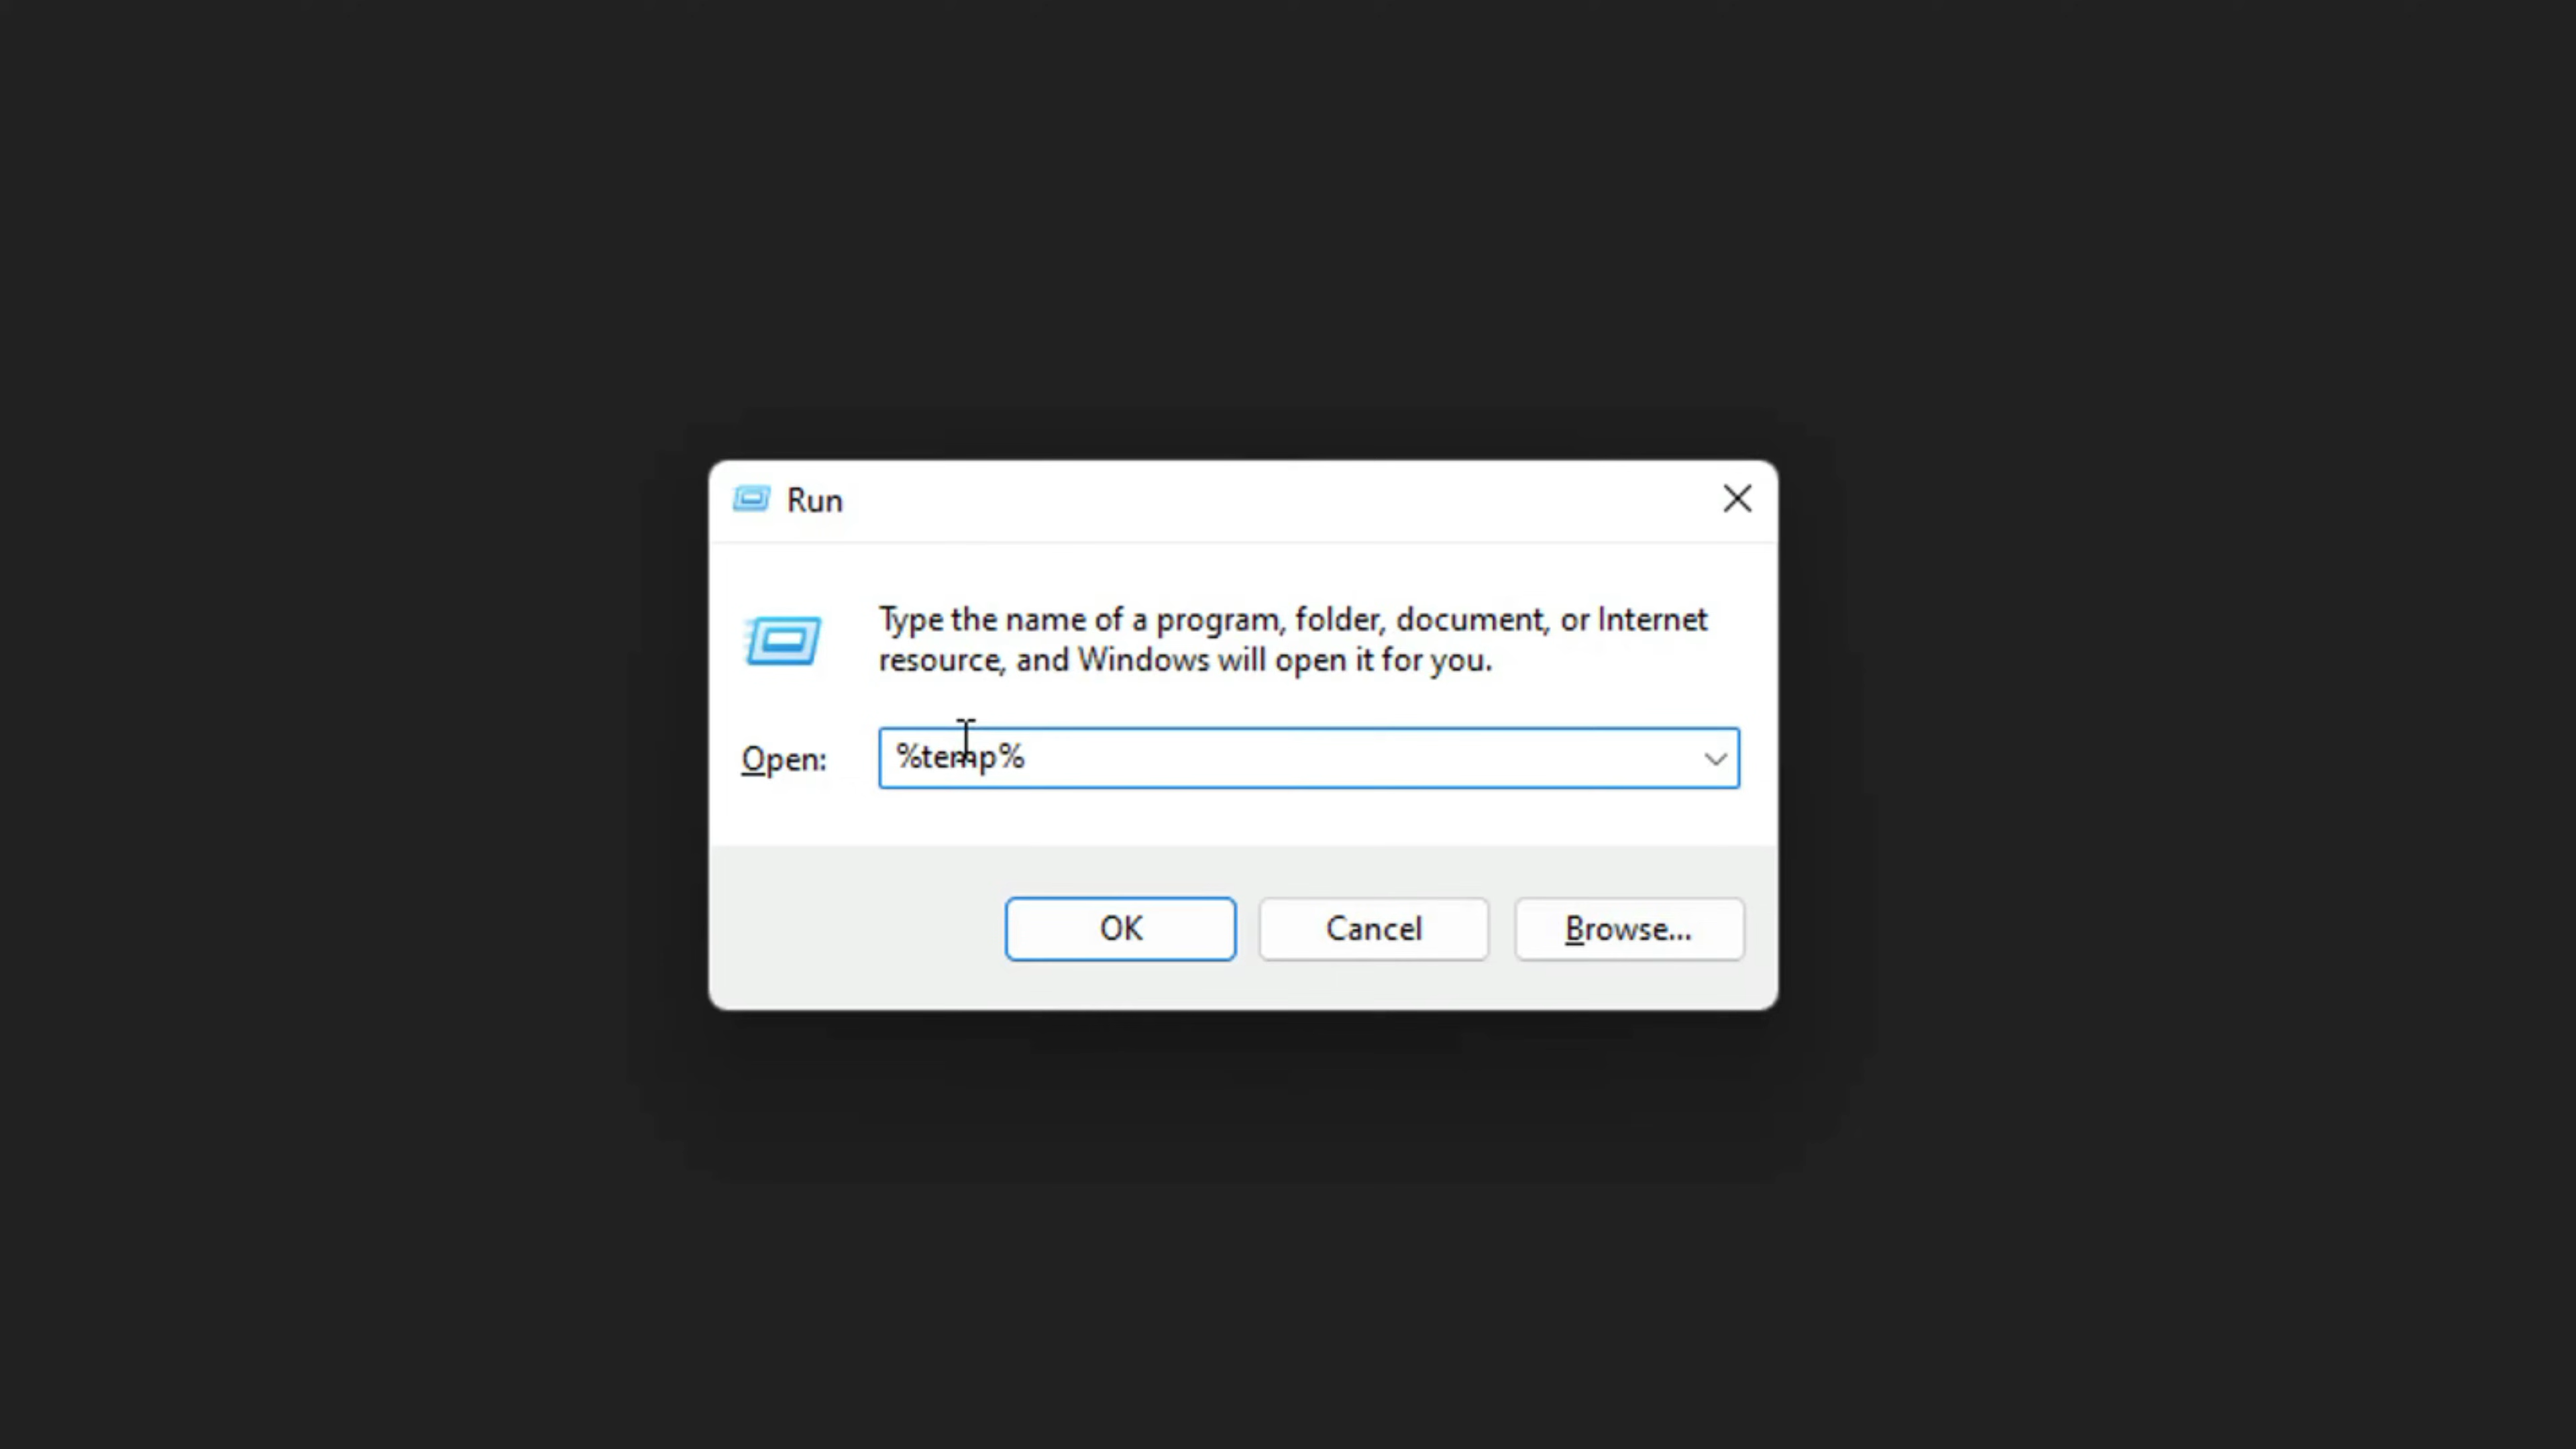 Run
Type the name of a program, folder, document, or Internet
resource, and Windows will open it for you.
Open:
%temp%
OK
Cancel
Browse...